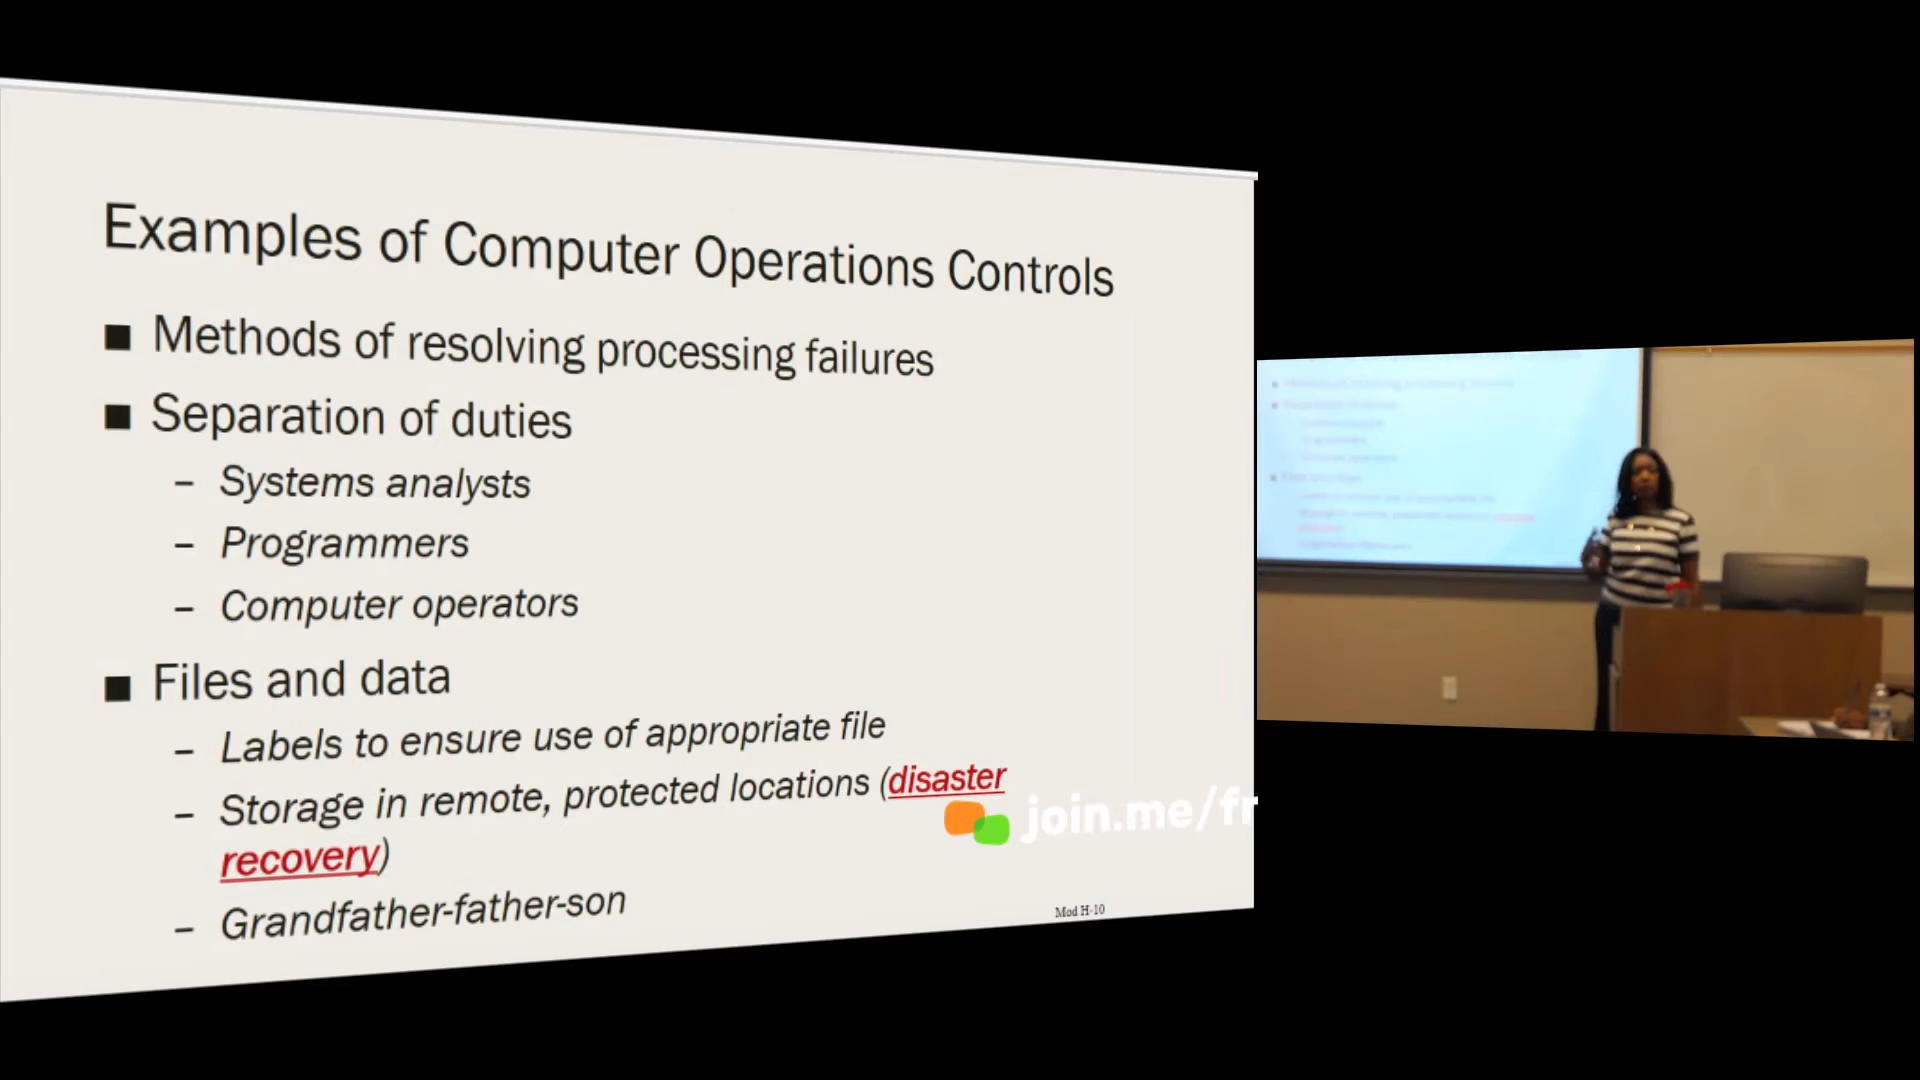 Examples of Computer Operations Controls
■ Methods of resolving processing failures
■ Separation of duties
– Systems analysts
– Programmers
– Computer operators
■ Files and data
– Labels to ensure use of appropriate file
– Storage in remote, protected locations (disaster
recovery)
– Grandfather-father-son
join.me/fr
Mod H-10